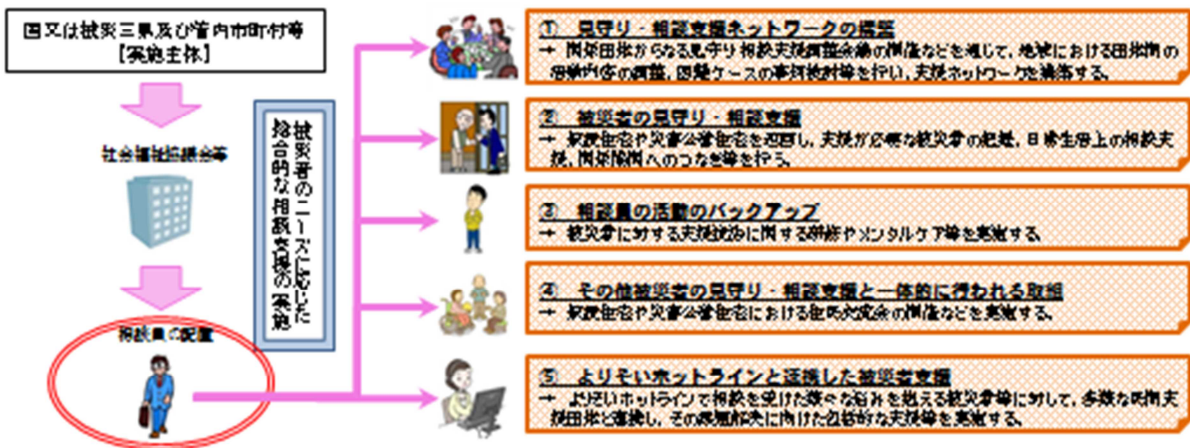 国又は被災三県及び管内市町村等
【実施主体】
社会福祉協議会等
相談員の配置
被災者のニーズに応じた
総合的な相談支援の実施
① 見守り・相談支援ネットワークの構築
→ 関係団体からなる見守り相談支援調整会議の開催などを通して、地域における団体間の
活動内容の調整、困難ケースの事例検討等を行い、支援ネットワークを構築する。
② 被災者の見守り・相談支援
→ 仮設住宅や災害公営住宅を巡回し、支援が必要な被災者の把握、日常生活上の相談支
援、関係機関へのつなぎ等を行う。
③ 相談員の活動のバックアップ
→ 被災者に対する支援技法に関する研修やメンタルケア等を実施する。
④ その他被災者の見守り・相談支援と一体的に行われる取組
→ 仮設住宅や災害公営住宅における住民交流会の開催などを実施する。
⑤ よりそいホットラインと連携した被災者支援
→ よりそいホットラインで相談を受けた様々な悩みを抱える被災者等に対して、多様な民間支
援団体と連携し、その課題解決に向けた包括的な支援等を実施する。